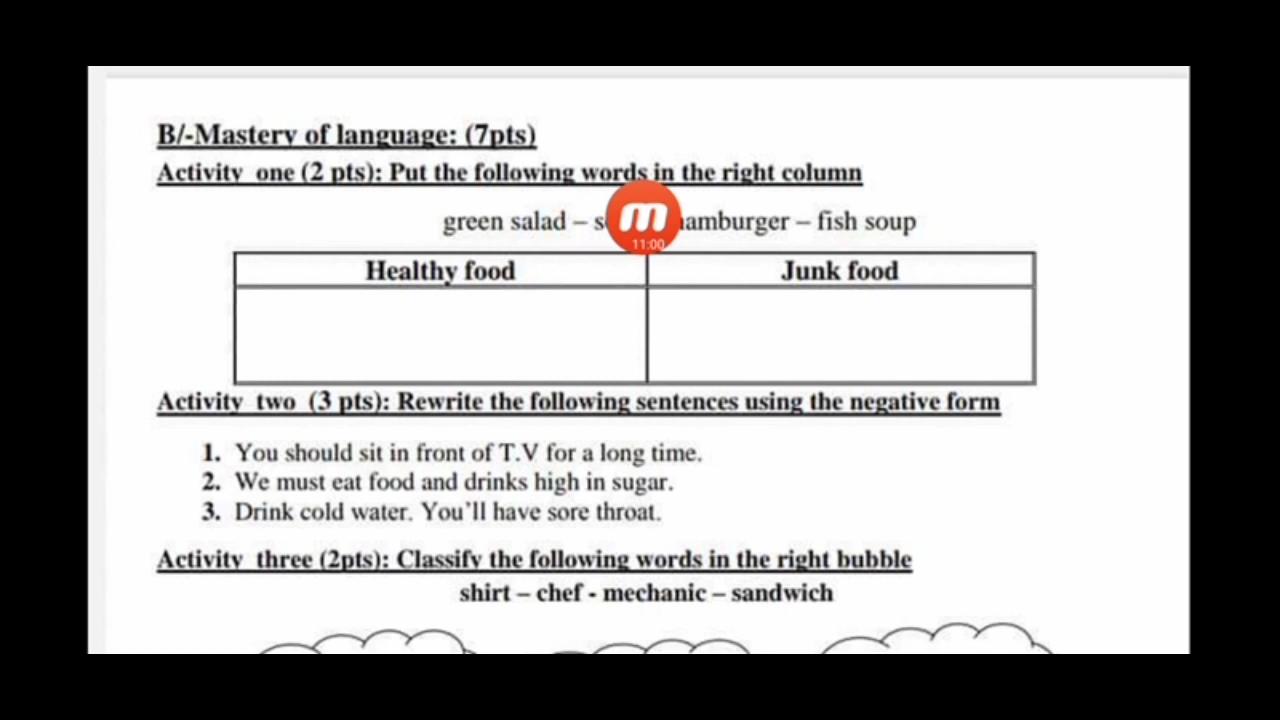 B/-Mastery of language: (7pts)
Activity one (2 pts): Put the following words in the right column
green salad – hamburger – fish soup
11:00
Healthy food Junk food
Activity two (3 pts): Rewrite the following sentences using the negative form
1. You should sit in front of T.V for a long time.
2. We must eat food and drinks high in sugar.
3. Drink cold water. You'll have sore throat.
Activity three (2pts): Classify the following words in the right bubble
shirt – chef - mechanic – sandwich